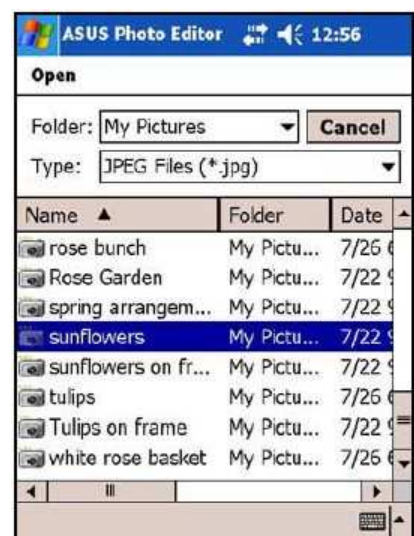 ASUS Photo Editor 12:56
Open
Folder: My Pictures Cancel
Type: JPEG Files (*.jpg)
Name Folder Date
rose bunch My Pictu... 7/26
Rose Garden My Pictu... 7/22
spring arrangem... My Pictu... 7/22
sunflowers My Pictu... 7/22
sunflowers on fr... My Pictu... 7/22
tulips My Pictu... 7/26
Tulips on frame My Pictu... 7/22
white rose basket My Pictu... 7/26